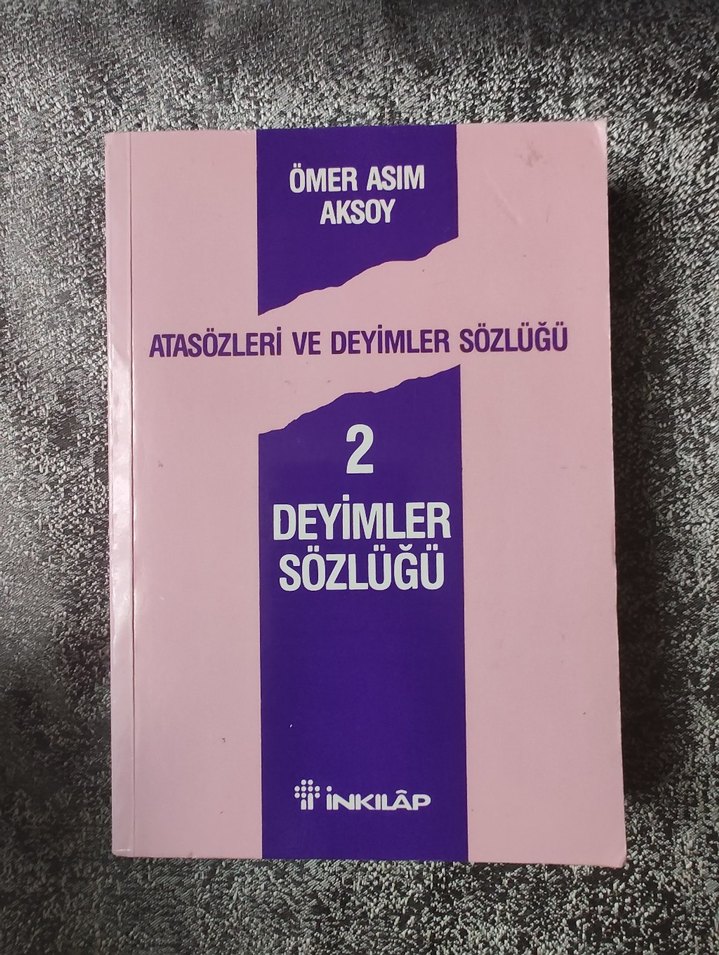 ÖMER ASIM
AKSOY
ATASÖZLERİ VE DEYİMLER SÖZLÜĞÜ
2
DEYİMLER
SÖZLÜĞÜ
İNKILÂP